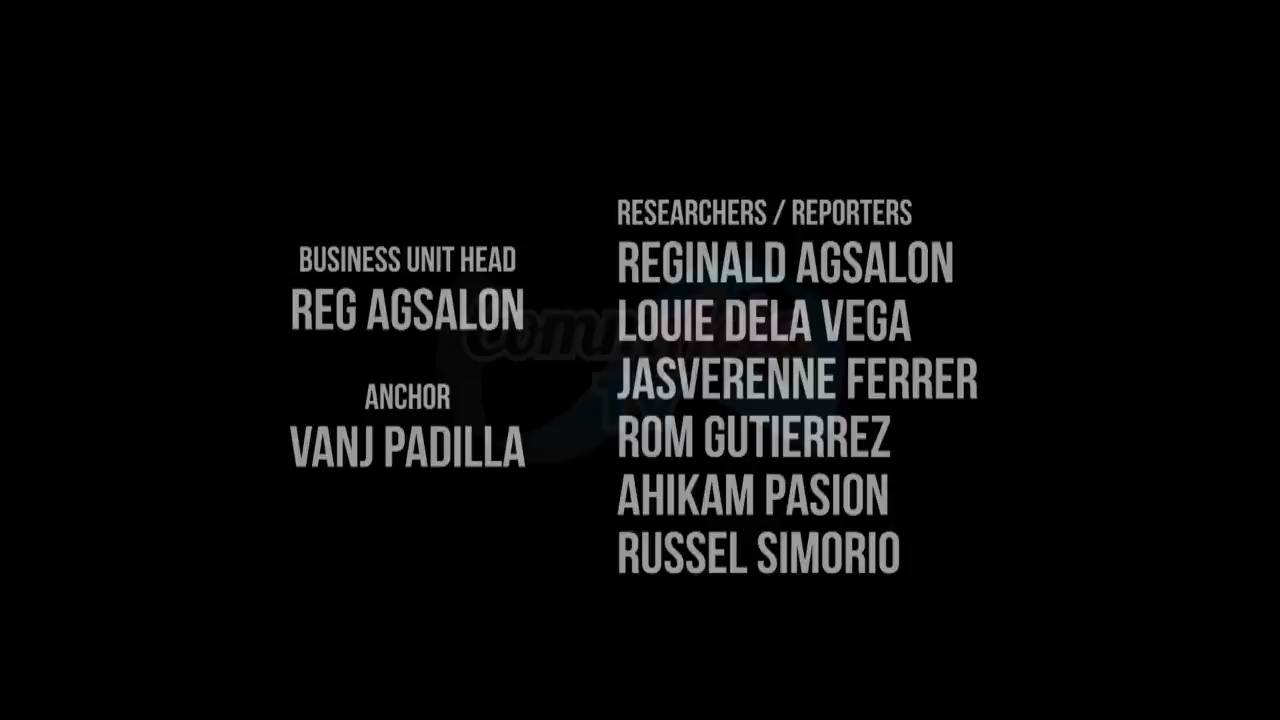 BUSINESS UNIT HEAD
REG AGSALON
ANCHOR
VANJ PADILLA
RESEARCHERS / REPORTERS
REGINALD AGSALON
LOUIE DELA VEGA
JASVERENNE FERRER
ROM GUTIERREZ
AHIKAM PASION
RUSSEL SIMORIO